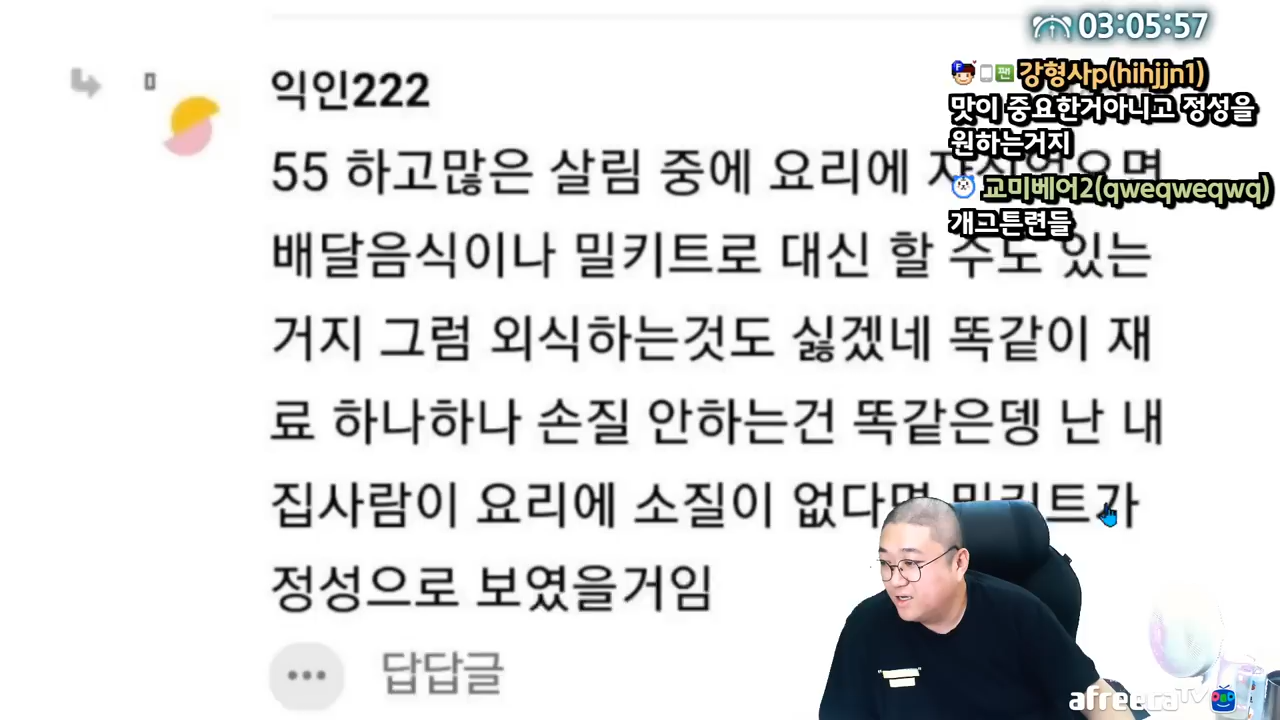 03:05:57
익인222
강형사p(hihjjn1)
맛이 중요한거아니고 정성을
원하는거지
교미베어2(qweqweqwq)
개그튼련들
55 하고많은 살림 중에 요리에
배달음식이나 밀키트로 대신 할 수도 있는
거지 그럼 외식하는것도 싫겠네 똑같이 재
료 하나하나 손질 안하는건 똑같은뎅 난 내
집사람이 요리에 소질이 없다면 밀키트가
정성으로 보였을거임
답답글
afreecaTV